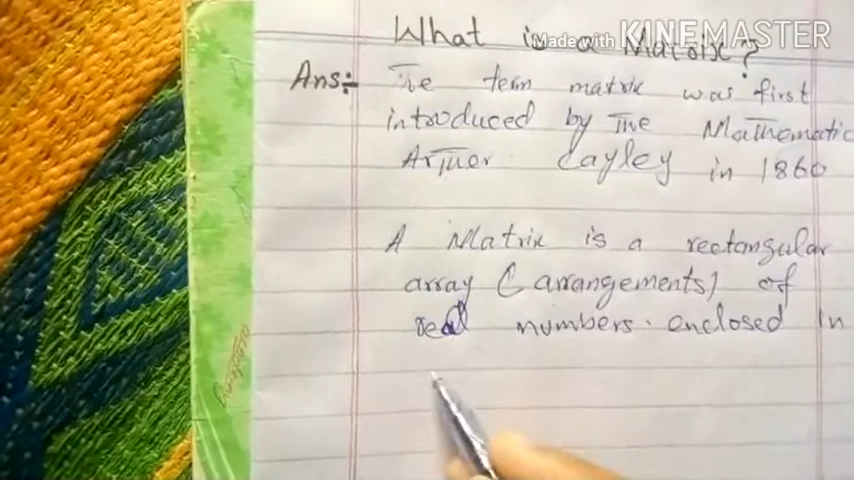 What is a Matrix?
Made with KINEMASTER
Ans:- The term matrix was first
introduced by The Mathematic
Arther Cayley in 1860
A Matrix is a rectangular
array (arrangements) of
real numbers. enclosed in